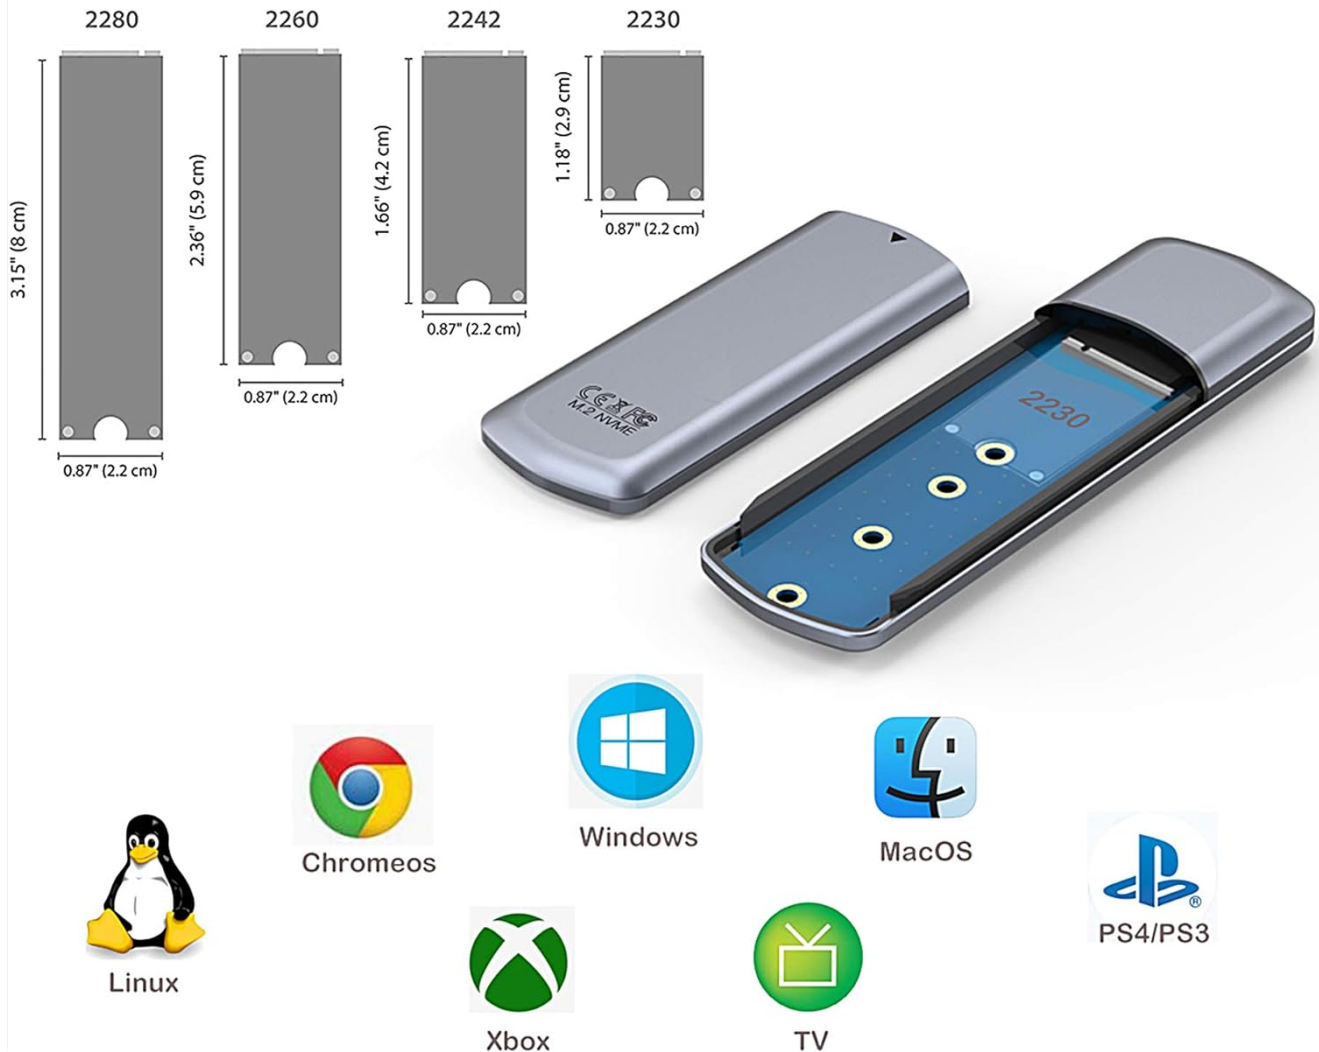 2280
2260
2242
2230
3.15" (8 cm)
2.36" (5.9 cm)
1.66" (4.2 cm)
1.18" (2.9 cm)
0.87" (2.2 cm)
0.87" (2.2 cm)
0.87" (2.2 cm)
0.87" (2.2 cm)
CE FC
M.2 NVME
2230
Linux
Chromeos
Windows
MacOS
®
PS4/PS3
Xbox
TV